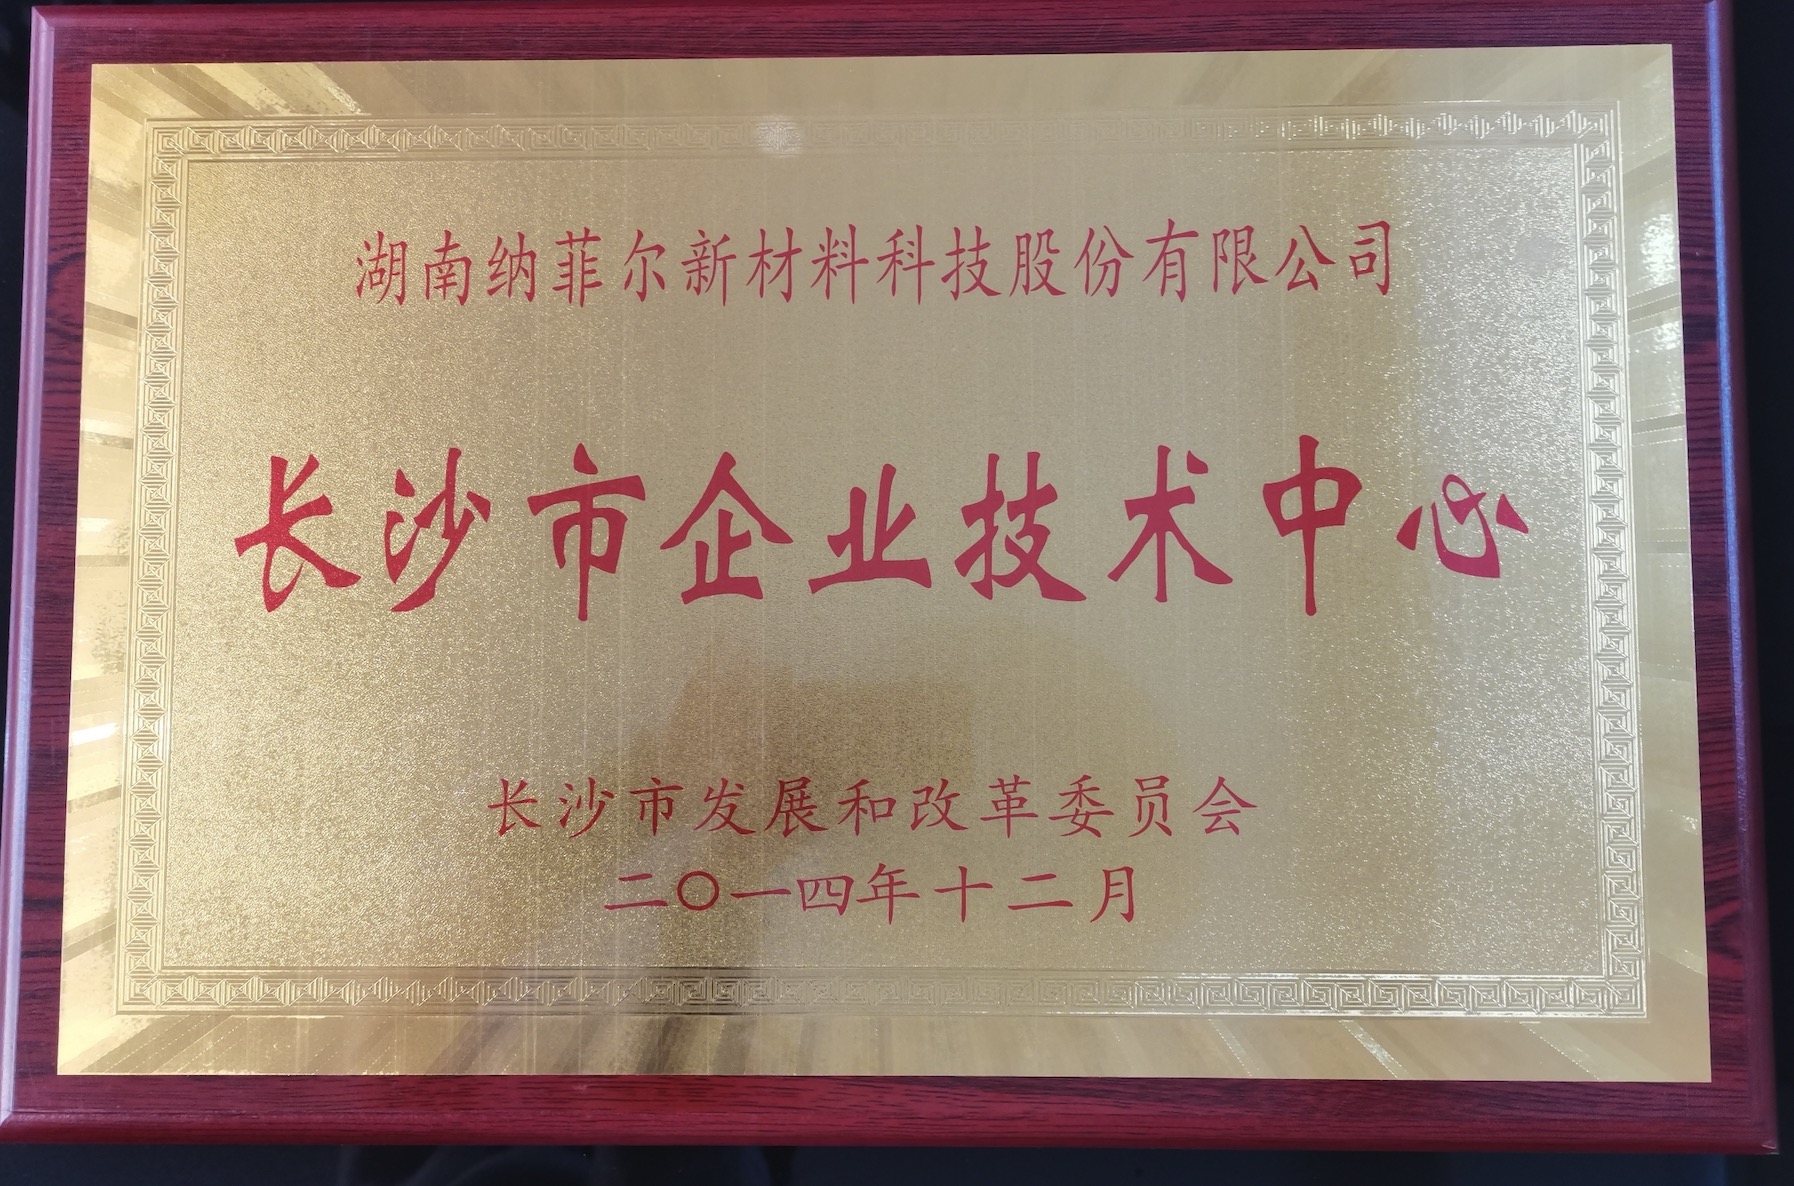 湖南纳菲尔新材料科技股份有限公司
长沙市企业技术中心
长沙市发展和改革委员会
二〇一四年十二月